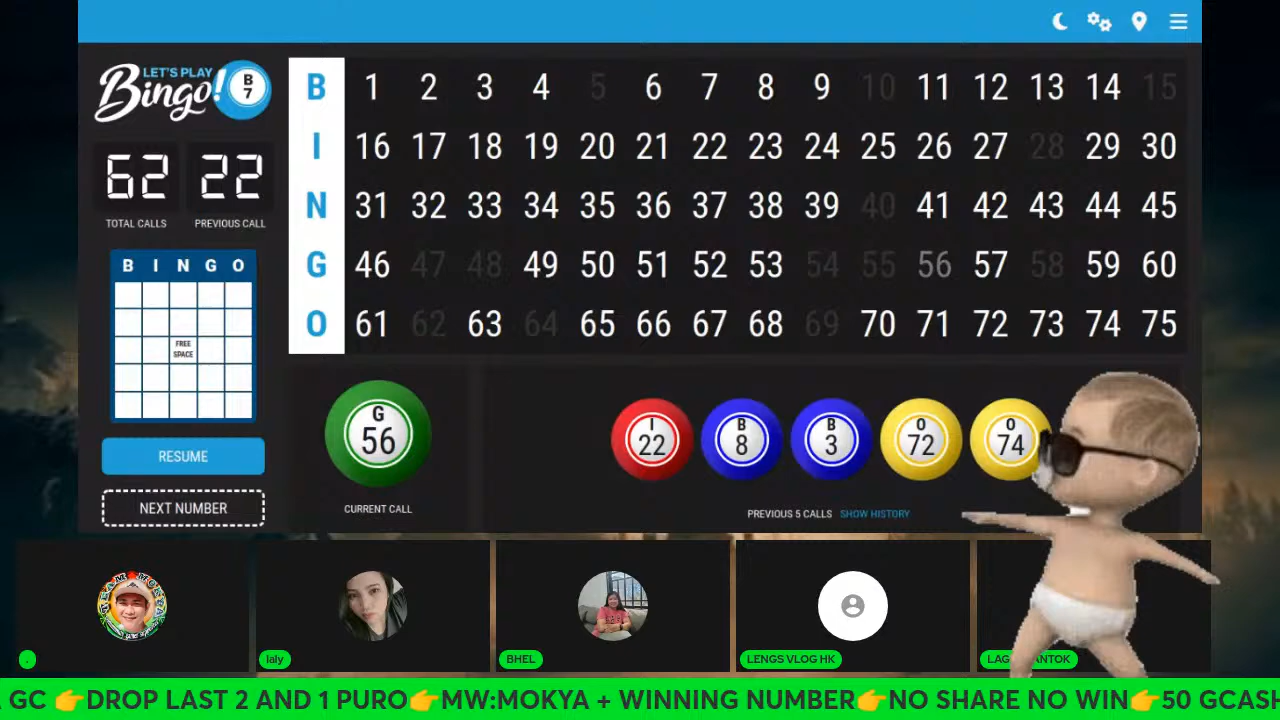 LET'S PLAY
Bingo!
B
7
62
22
TOTAL CALLS
PREVIOUS CALL
B I N G O
FREE
SPACE
RESUME
NEXT NUMBER
B 1 2 3 4 5 6 7 8 9 10 11 12 13 14 15
I 16 17 18 19 20 21 22 23 24 25 26 27 28 29 30
N 31 32 33 34 35 36 37 38 39 40 41 42 43 44 45
G 46 47 48 49 50 51 52 53 54 55 56 57 58 59 60
O 61 62 63 64 65 66 67 68 69 70 71 72 73 74 75
G
56
CURRENT CALL
I
22
B
8
B
3
O
72
O
74
PREVIOUS 5 CALLS SHOW HISTORY
.
laly
BHEL
LENGS VLOG HK
GC 👉DROP LAST 2 AND 1 PURO👉MW:MOKYA + WINNING NUMBER👉NO SHARE NO WIN👉50 GCASH